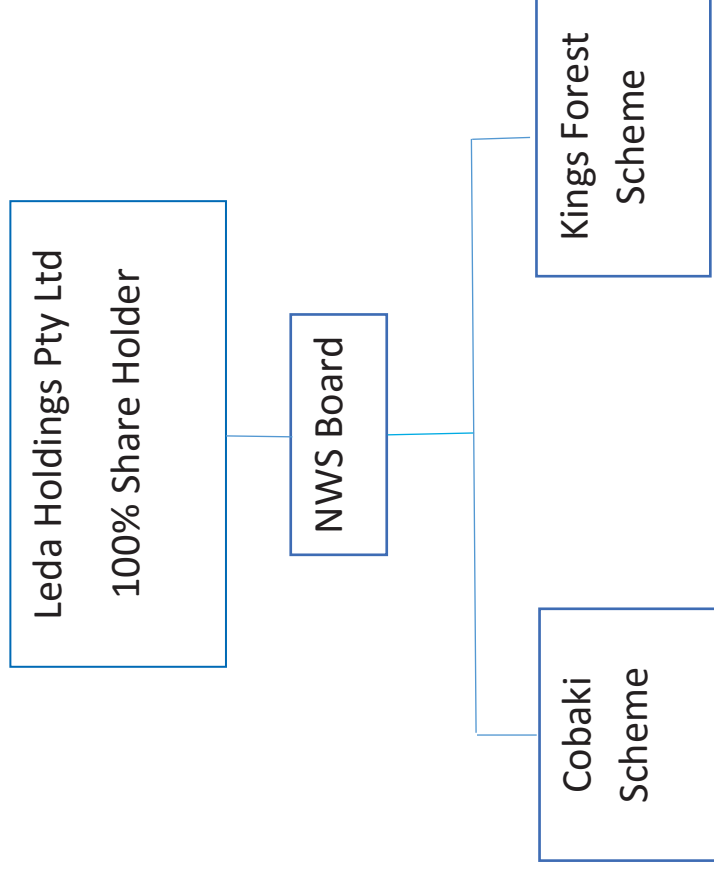 Leda Holdings Pty Ltd
100% Share Holder
NWS Board
Cobaki
Scheme
Kings Forest
Scheme